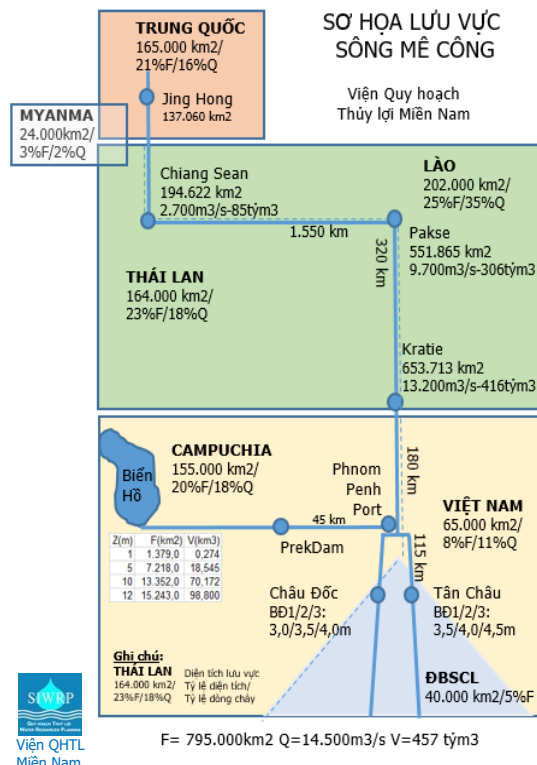 SƠ HỌA LƯU VỰC
SÔNG MÊ CÔNG
Viện Quy hoạch
Thủy lợi Miền Nam
TRUNG QUỐC
165.000 km2/
21%F/16%Q
Jing Hong
137.060 km2
MYANMA
24.000km2/
3%F/2%Q
Chiang Sean
194.622 km2
2.700m3/s-85tỷm3
LÀO
202.000 km2/
25%F/35%Q
1.550 km
Pakse
551.865 km2
9.700m3/s-306tỷm3
320 km
THÁI LAN
164.000 km2/
23%F/18%Q
Kratie
653.713 km2
13.200m3/s-416tỷm3
CAMPUCHIA
155.000 km2/
20%F/18%Q
Biển
Hồ
180 km
Phnom
Penh
Port
VIỆT NAM
65.000 km2/
8%F/11%Q
45 km
PrekDam
115 km
Z(m) F(km2) V(km3)
1 1.379,0 0,274
5 7.218,0 18,545
10 13.352,0 70,172
12 15.243,0 98,800
Châu Đốc
BĐ1/2/3:
3,0/3,5/4,0m
Tân Châu
BĐ1/2/3:
3,5/4,0/4,5m
Ghi chú:
THÁI LAN Diện tích lưu vực
164.000 km2/ Tỷ lệ diện tích/
23%F/18%Q Tỷ lệ dòng chảy
ĐBSCL
40.000 km2/5%F
SIWRP
QUY HOẠCH THUỶ LỢI
WATER RESOURCES PLANNING
Viện QHTL
Miền Nam
F= 795.000km2 Q=14.500m3/s V=457 tỷm3